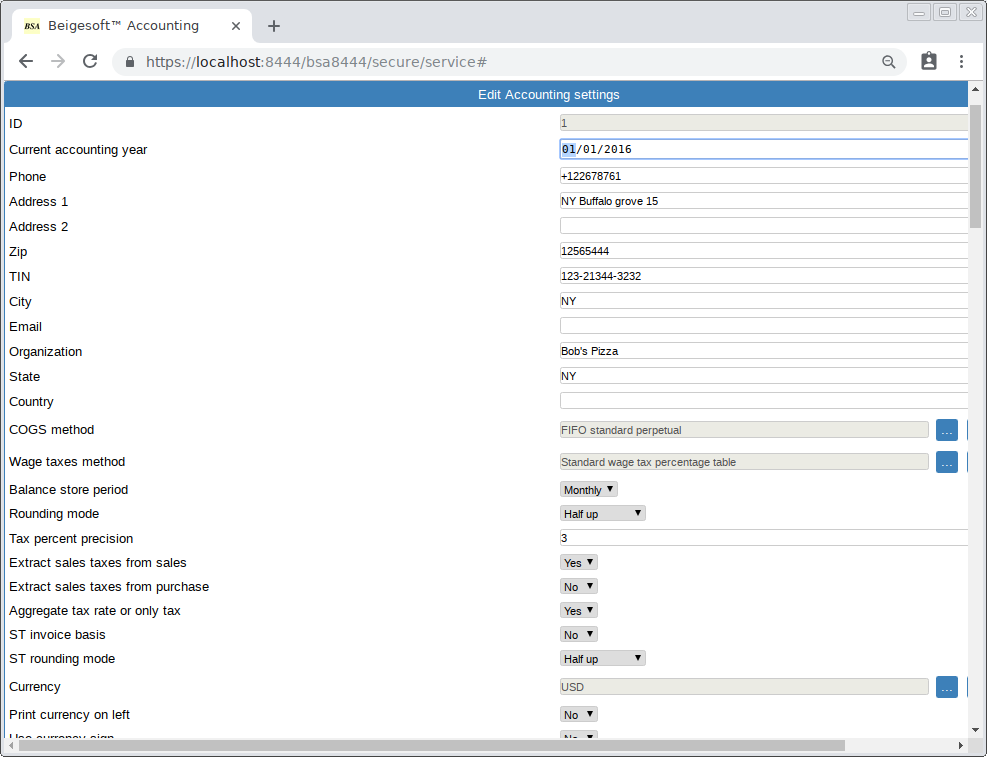 BSA Beigesoft™ Accounting
https://localhost:8444/bsa8444/secure/service#
Edit Accounting settings
ID 1
Current accounting year 01/01/2016
Phone +122678761
Address 1 NY Buffalo grove 15
Address 2
Zip 12565444
TIN 123-21344-3232
City NY
Email
Organization Bob's Pizza
State NY
Country
COGS method FIFO standard perpetual ...
Wage taxes method Standard wage tax percentage table ...
Balance store period Monthly
Rounding mode Half up
Tax percent precision 3
Extract sales taxes from sales Yes
Extract sales taxes from purchase No
Aggregate tax rate or only tax Yes
ST invoice basis No
ST rounding mode Half up
Currency USD ...
Print currency on left No
Use currency sign No